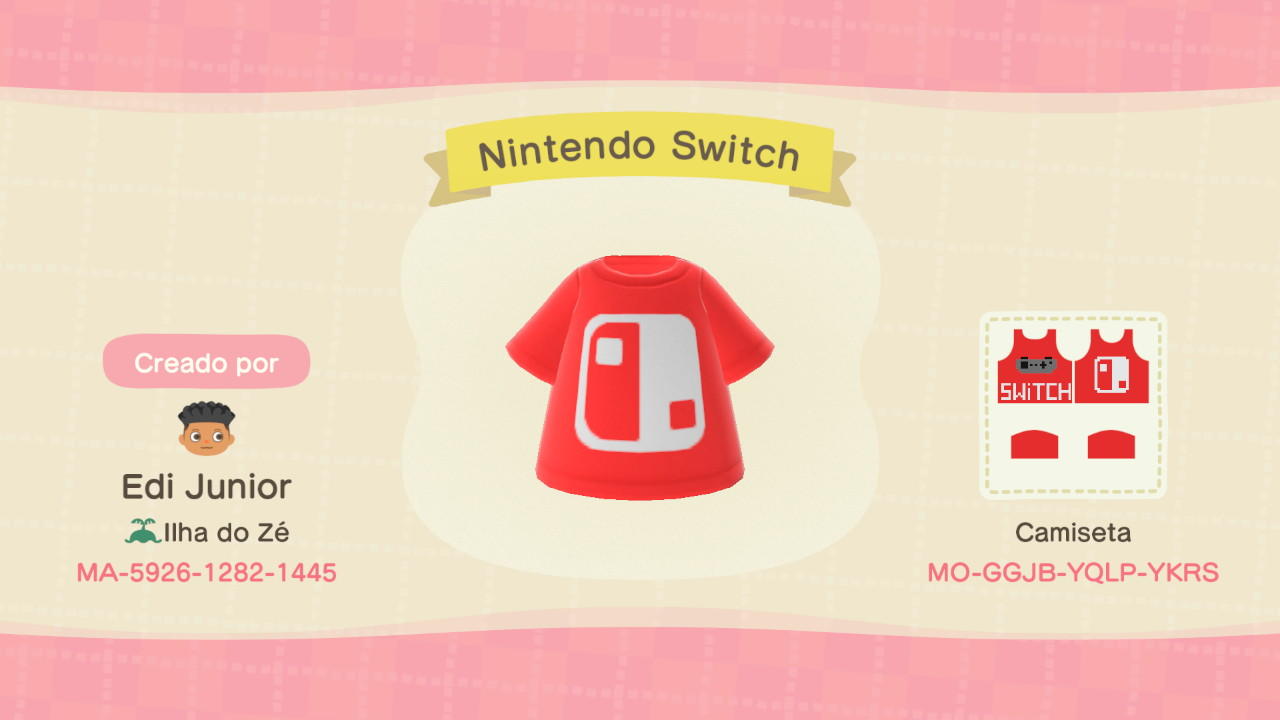 Nintendo Switch
Creado por
Edi Junior
Ilha do Zé
MA-5926-1282-1445
SWiTCH
Camiseta
MO-GGJB-YQLP-YKRS